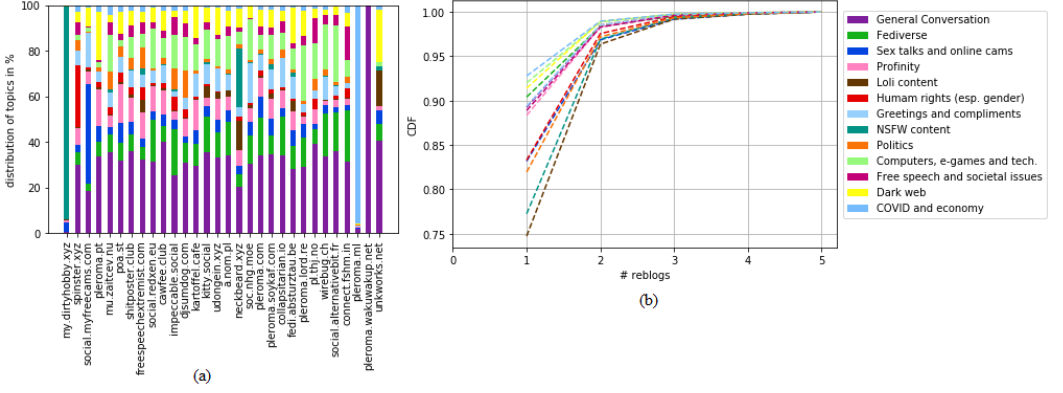 100
80
60
40
20
0
distribution of topics in %
my.dirtyhobby.xyz
spinster.xyz
social.myfreecams.com
pleroma.pt
mu.zaitcev.nu
poa.st
shitposter.club
freespeechextremist.com
social.redxen.eu
cawfee.club
impeccable.social
djsumdog.com
kartoffel.cafe
kitty.social
udongein.xyz
a.nom.pl
neckbeard.xyz
soc.nhg.moe
pleroma.com
pleroma.soykaf.com
collapsitarian.io
fedi.absturztau.be
pleroma.lord.re
pl.thj.no
wirebug.ch
social.alternativebit.fr
connect.fshm.in
pleroma.ml
pleroma.wakuwakup.net
unkworks.net
(a)
1.00
0.95
0.90
0.85
0.80
0.75
CDF
0 1 2 3 4 5
# reblogs
(b)
General Conversation
Fediverse
Sex talks and online cams
Profinity
Loli content
Human rights (esp. gender)
Greetings and compliments
NSFW content
Politics
Computers, e-games and tech.
Free speech and societal issues
Dark web
COVID and economy